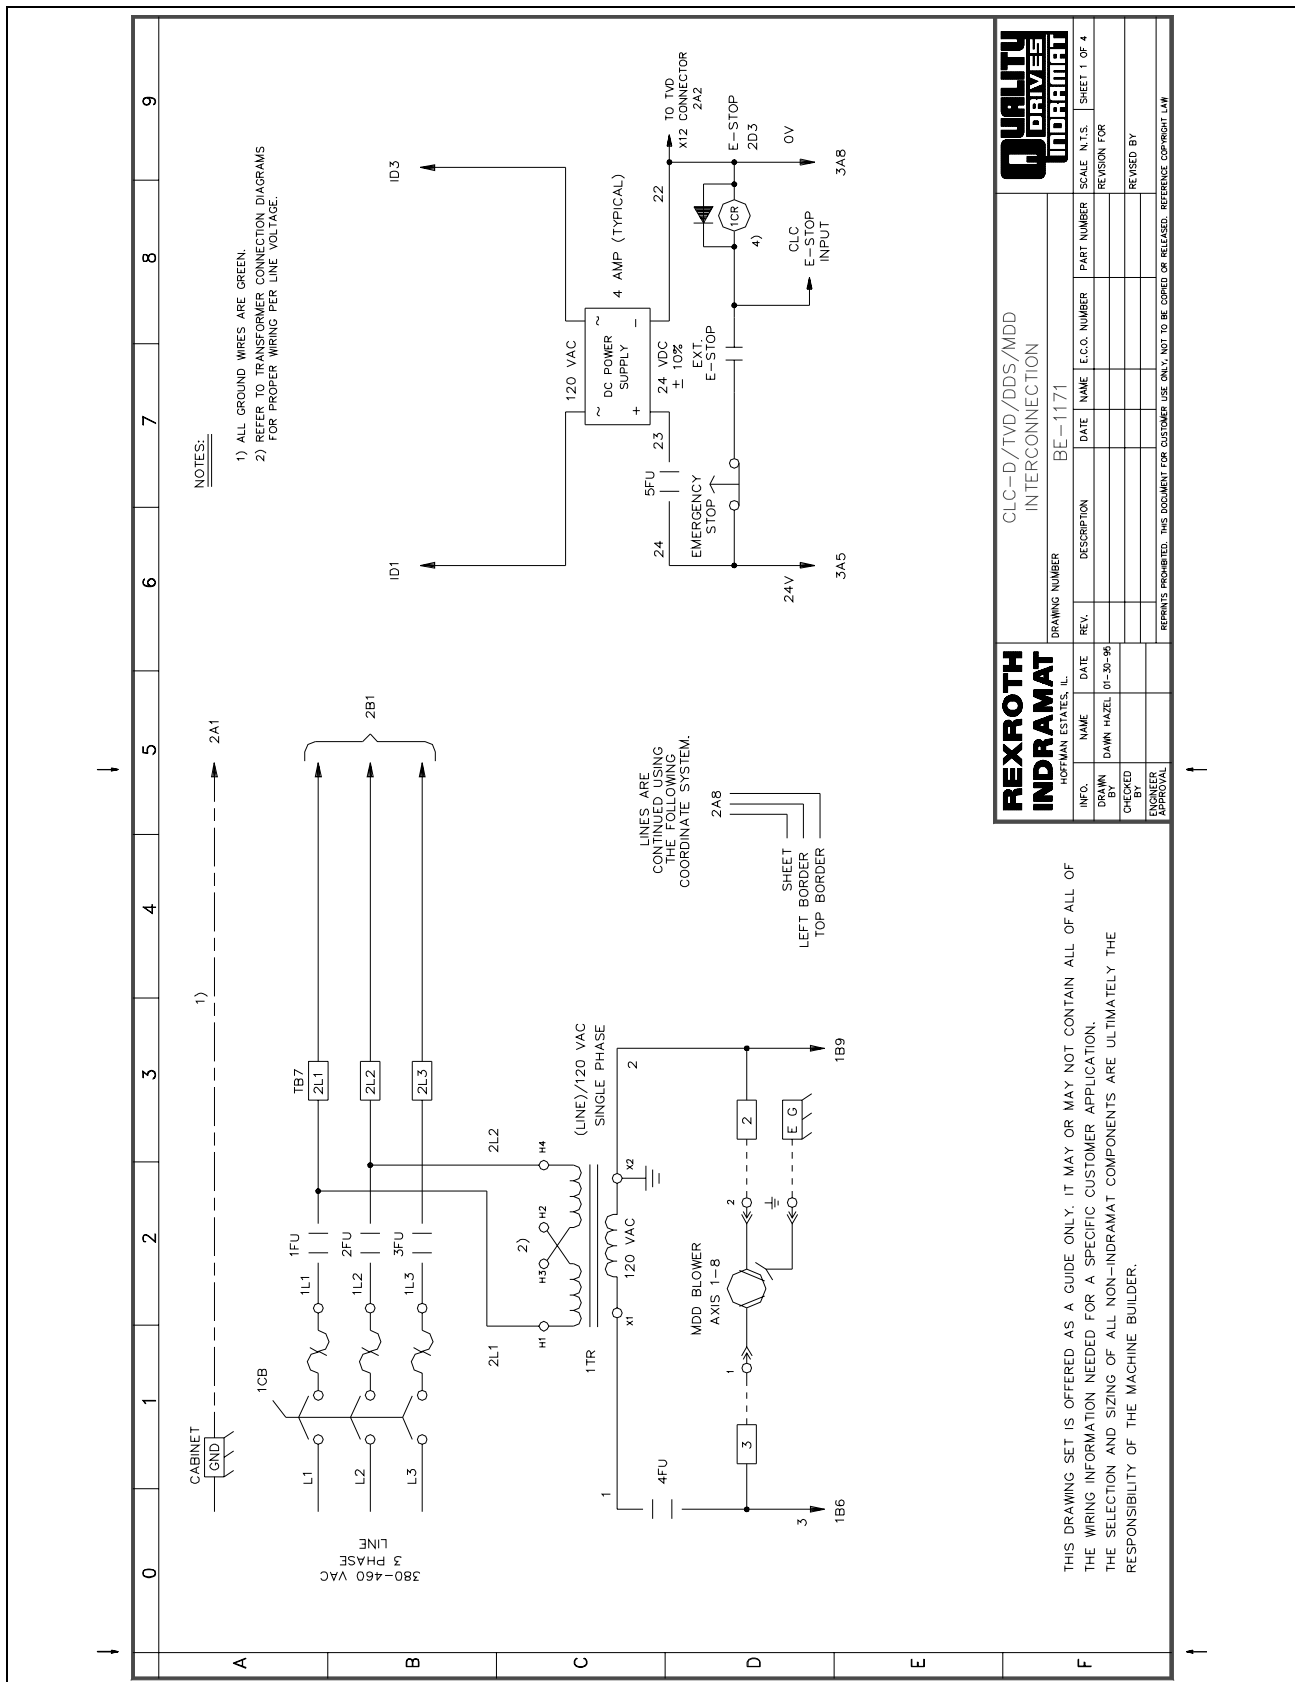 0
1
2
3
4
5
6
7
8
9
A
B
C
D
E
F
380-460 VAC
3 PHASE
LINE
CABINET
GND
1)
2A1
L1
L2
L3
1CB
1L1
1L2
1L3
1FU
2FU
3FU
TB7
2L1
2L2
2L3
2B1
2L1
2L2
H1
H3
H2
H4
2)
1TR
(LINE)/120 VAC
SINGLE PHASE
X1
120 VAC
X2
1
2
4FU
3
1B6
1B9
MDD BLOWER
AXIS 1-8
3
1
2
2
E G
LINES ARE
CONTINUED USING
THE FOLLOWING
COORDINATE SYSTEM.
2A8
SHEET
LEFT BORDER
TOP BORDER
NOTES:
1) ALL GROUND WIRES ARE GREEN.
2) REFER TO TRANSFORMER CONNECTION DIAGRAMS
FOR PROPER WIRING PER LINE VOLTAGE.
ID1
ID3
120 VAC
~
~
DC POWER
SUPPLY
+
-
4 AMP (TYPICAL)
24 VDC
± 10%
24
5FU
23
22
TO TVD
X12 CONNECTOR
2A2
EMERGENCY
STOP
EXT.
E-STOP
1CR
4)
E-STOP
2D3
CLC
E-STOP
INPUT
24V
3A5
0V
3A8
THIS DRAWING SET IS OFFERED AS A GUIDE ONLY. IT MAY OR MAY NOT CONTAIN ALL OF ALL OF
THE WIRING INFORMATION NEEDED FOR A SPECIFIC CUSTOMER APPLICATION.
THE SELECTION AND SIZING OF ALL NON-INDRAMAT COMPONENTS ARE ULTIMATELY THE
RESPONSIBILITY OF THE MACHINE BUILDER.
REXROTH
INDRAMAT
HOFFMAN ESTATES, IL.
INFO. NAME DATE
DRAWN BY DAWN HAZEL 01-30-95
CHECKED BY
ENGINEER APPROVAL
CLC-D/TVD/DDS/MDD
INTERCONNECTION
DRAWING NUMBER BE-1171
REV. DESCRIPTION DATE NAME E.C.O. NUMBER PART NUMBER
QUALITY
DRIVES
INDRAMAT
SCALE N.T.S. SHEET 1 OF 4
REVISION FOR
REVISED BY
REPRINTS PROHIBITED. THIS DOCUMENT FOR CUSTOMER USE ONLY, NOT TO BE COPIED OR RELEASED. REFERENCE COPYRIGHT LAW